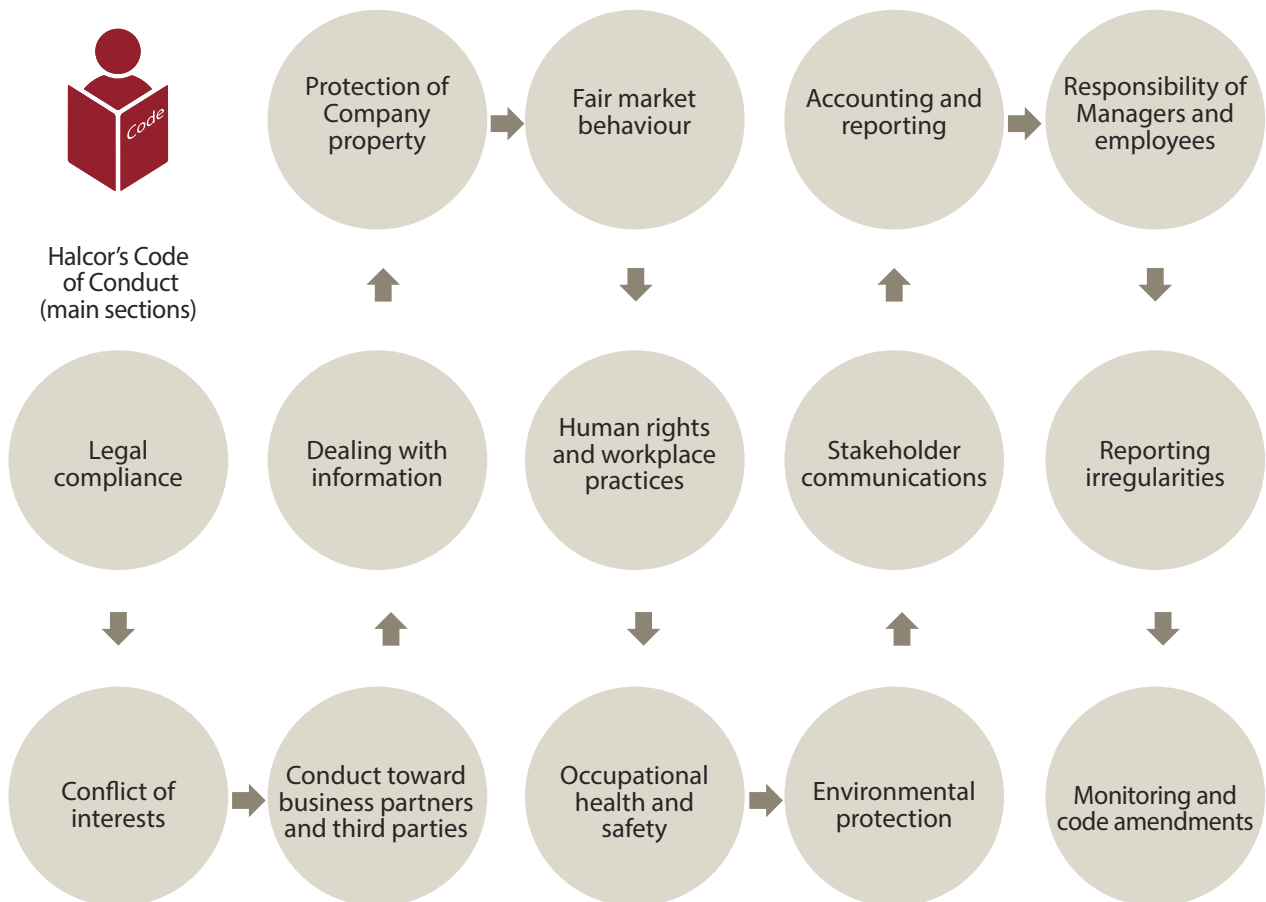 Code
Halcor’s Code
of Conduct
(main sections)
Legal
compliance
Conflict of
interests
Conduct toward
business partners
and third parties
Dealing with
information
Protection of
Company
property
Fair market
behaviour
Human rights
and workplace
practices
Occupational
health and
safety
Environmental
protection
Stakeholder
communications
Accounting and
reporting
Responsibility of
Managers and
employees
Reporting
irregularities
Monitoring and
code amendments